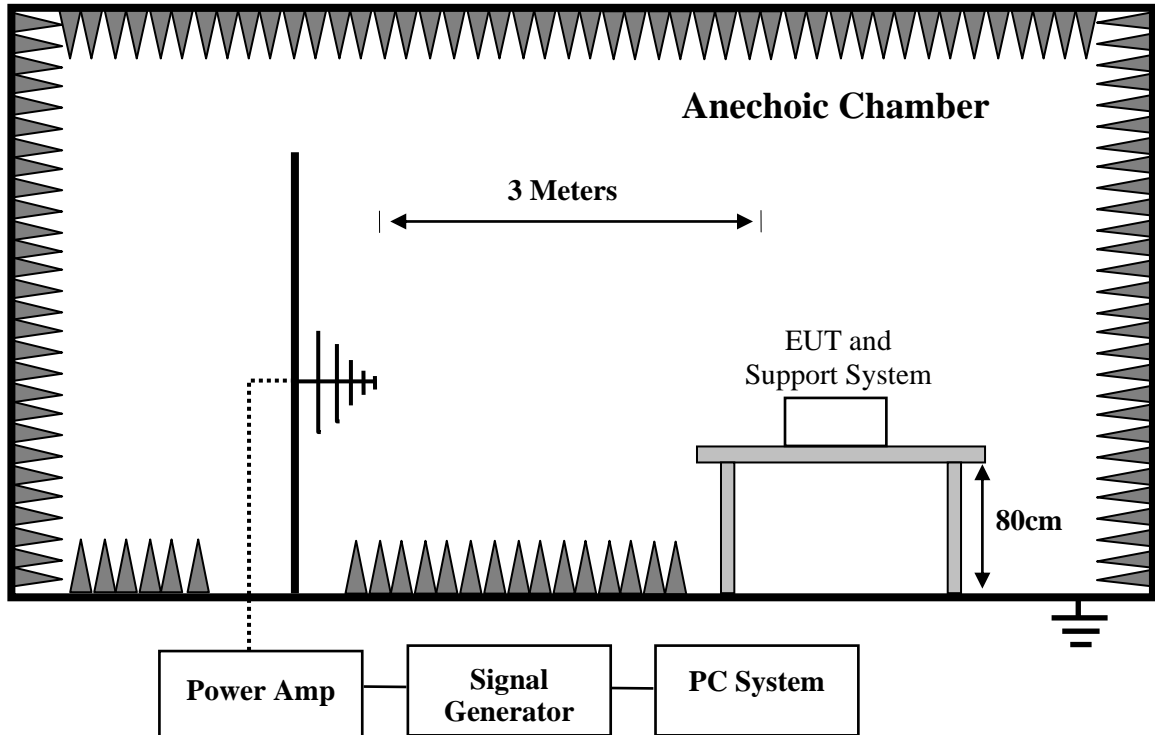 Anechoic Chamber
3 Meters
EUT and
Support System
80cm
Power Amp
Signal
Generator
PC System